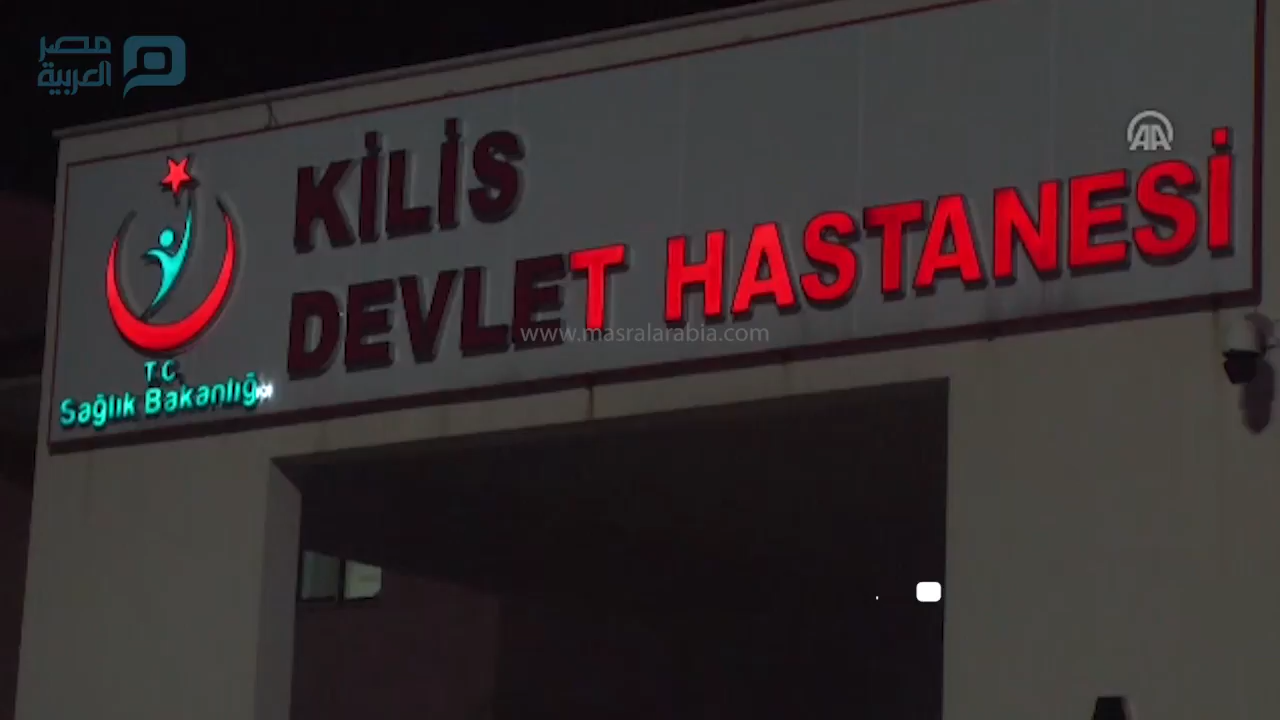 مصر
العربية
AA
KİLİS
DEVLET HASTANESİ
www.masralarabia.com
T.C.
Sağlık Bakanlığı